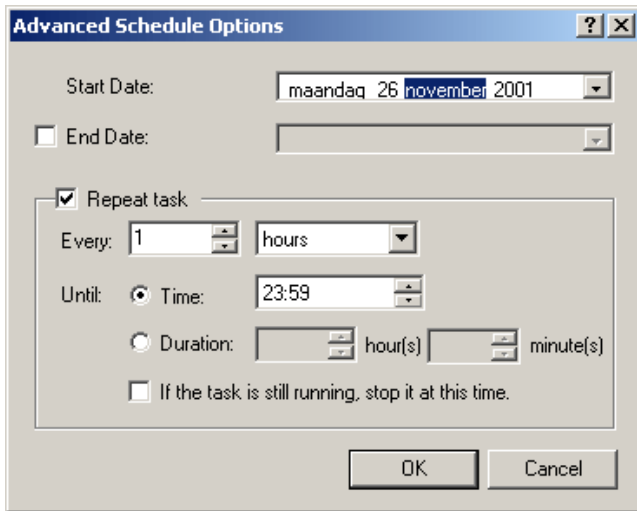 Advanced Schedule Options
Start Date: maandag 26 november 2001
End Date:
Repeat task
Every: 1 hours
Until: Time: 23:59
Duration: hour(s) minute(s)
If the task is still running, stop it at this time.
OK Cancel